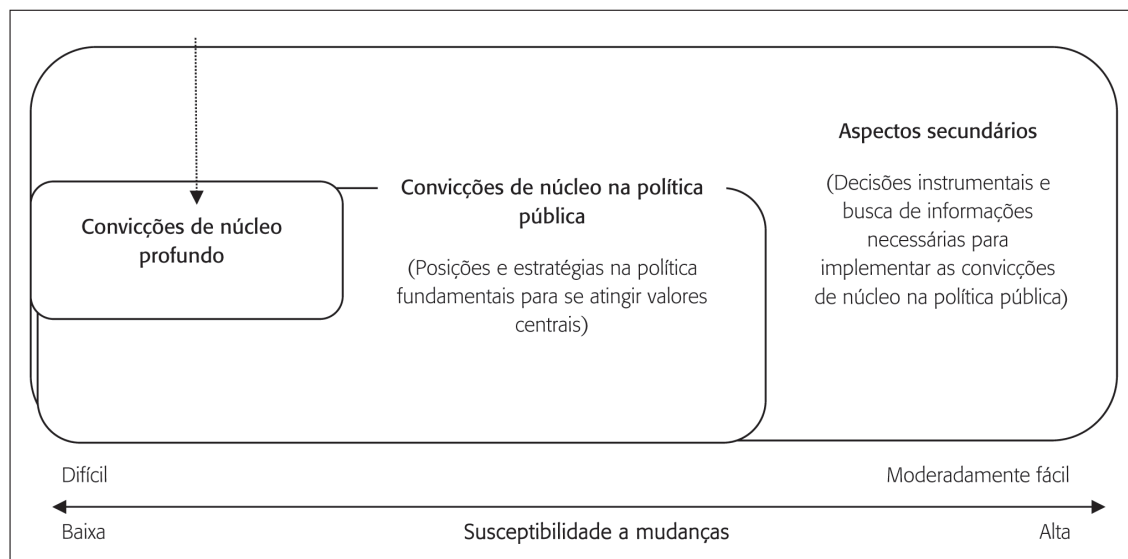 Aspectos secundários
(Decisões instrumentais e
busca de informações
necessárias para
implementar as convicções
de núcleo na política pública)
Convicções de núcleo na política
pública
(Posições e estratégias na política
fundamentais para se atingir valores
centrais)
Convicções de núcleo
profundo
Difícil
Moderadamente fácil
Baixa
Susceptibilidade a mudanças
Alta